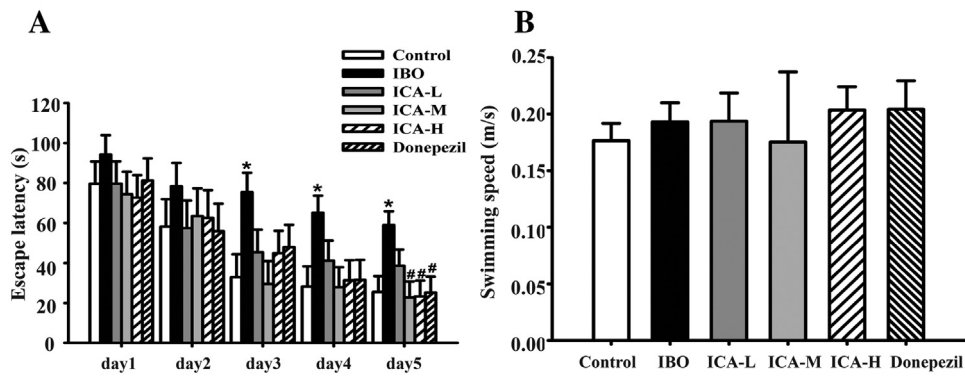 A
Control
IBO
ICA-L
ICA-M
ICA-H
Donepezil
Escape latency (s)
120
100
80
60
40
20
0
* * *
# # #
day1 day2 day3 day4 day5
B
Swimming speed (m/s)
0.25
0.20
0.15
0.10
0.05
0.00
Control IBO ICA-L ICA-M ICA-H Donepezil